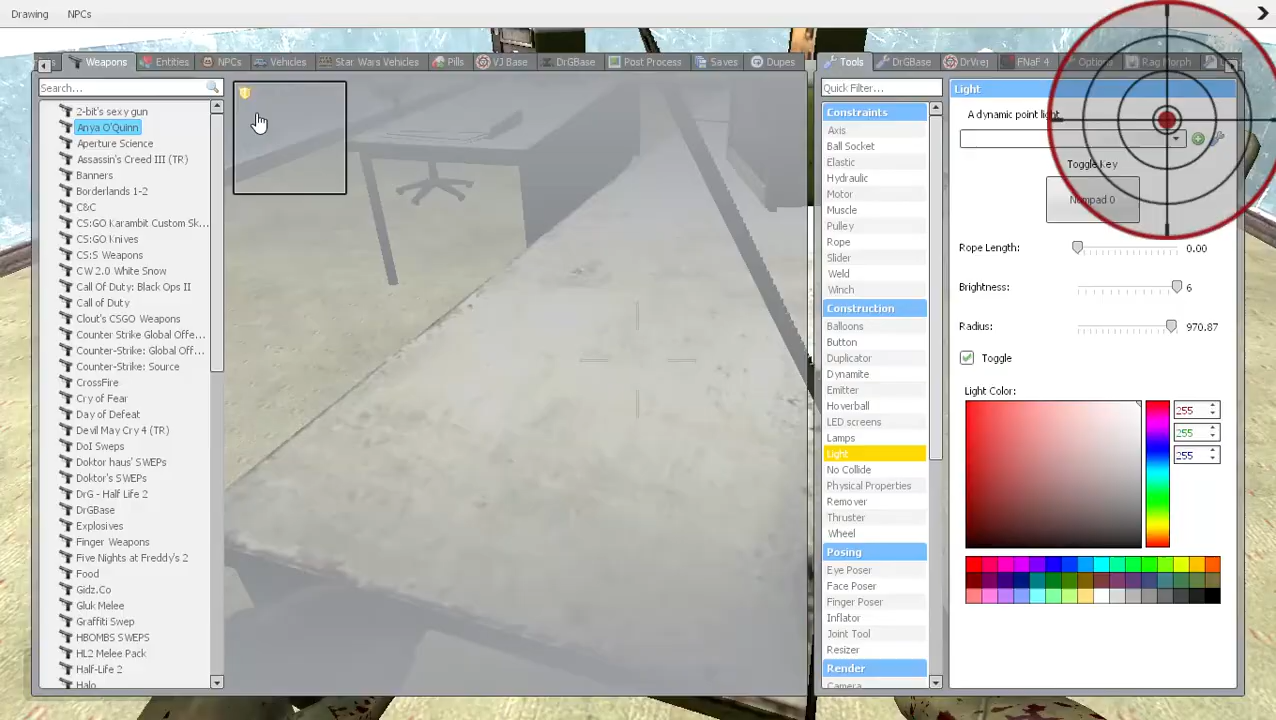 Drawing NPCs
Weapons Entities NPCs Vehicles Star Wars Vehicles Pills VJ Base DrGBase Post Process Saves Dupes
Tools DrGBase DrVrej FNaF 4 Options Rag Morph
Search...
2-bit's sexy gun
Anya O'Quinn
Aperture Science
Assassin's Creed III (TR)
Banners
Borderlands 1-2
C&C
CS:GO Karambit Custom Sk...
CS:GO Knives
CS:S Weapons
CW 2.0 White Snow
Call Of Duty: Black Ops II
Call of Duty
Clout's CSGO Weapons
Counter Strike Global Offe...
Counter-Strike: Global Off...
Counter-Strike: Source
CrossFire
Cry of Fear
Day of Defeat
Devil May Cry 4 (TR)
DoI Sweps
Doktor haus' SWEPs
Doktor's SWEPs
DrG - Half Life 2
DrGBase
Explosives
Finger Weapons
Five Nights at Freddy's 2
Food
Gidz.Co
Gluk Melee
Graffiti Swep
HBOMBS SWEPS
HL2 Melee Pack
Half-Life 2
Halo
Quick Filter...
Constraints
Axis
Ball Socket
Elastic
Hydraulic
Motor
Muscle
Pulley
Rope
Slider
Weld
Winch
Construction
Balloons
Button
Duplicator
Dynamite
Emitter
Hoverball
LED screens
Lamps
Light
No Collide
Physical Properties
Remover
Thruster
Wheel
Posing
Eye Poser
Face Poser
Finger Poser
Inflator
Joint Tool
Resizer
Render
Camera
Light
A dynamic point light
Toggle Key
Numpad 0
Rope Length: 0.00
Brightness: 6
Radius: 970.87
Toggle
Light Color:
255
255
255